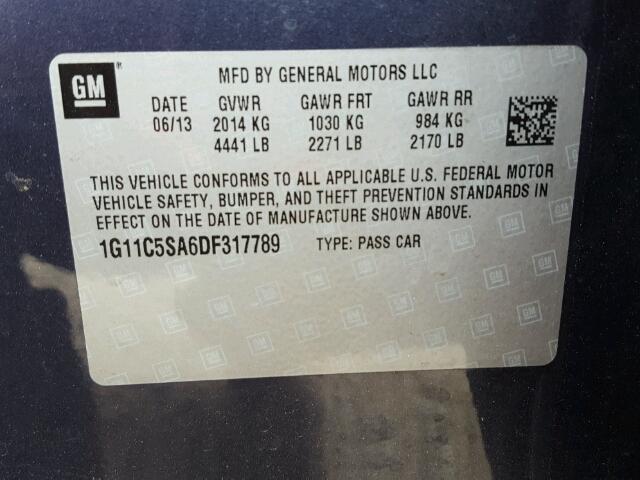 GM ®
MFD BY GENERAL MOTORS LLC
DATE GVWR GAWR FRT GAWR RR
06/13 2014 KG 1030 KG 984 KG
4441 LB 2271 LB 2170 LB
THIS VEHICLE CONFORMS TO ALL APPLICABLE U.S. FEDERAL MOTOR
VEHICLE SAFETY, BUMPER, AND THEFT PREVENTION STANDARDS IN
EFFECT ON THE DATE OF MANUFACTURE SHOWN ABOVE.
1G11C5SA6DF317789 TYPE: PASS CAR